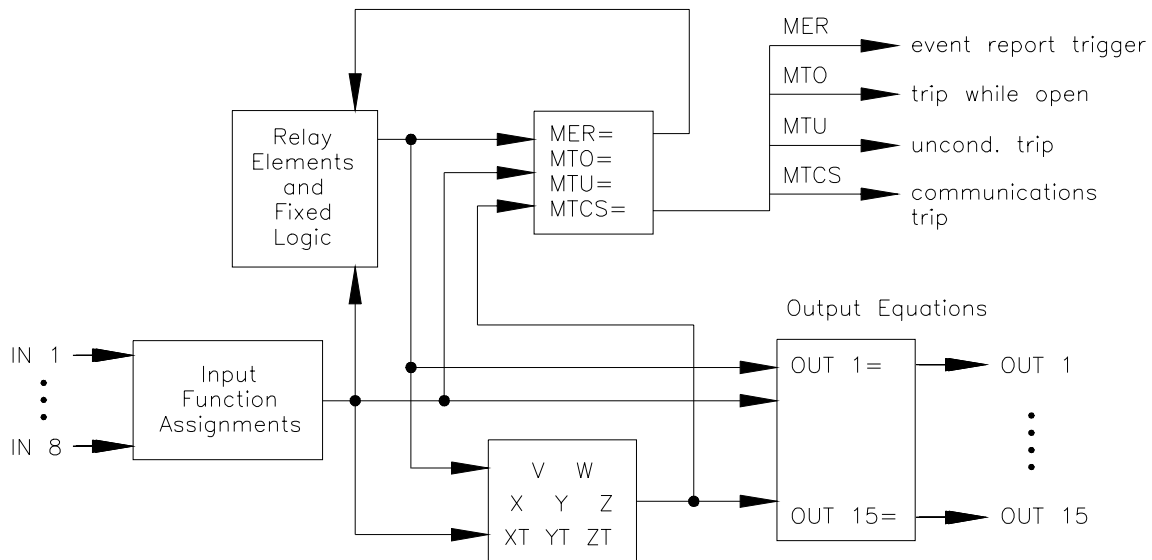 MER
event report trigger
MTO
trip while open
MTU
uncond. trip
MTCS
communications
trip
Relay
Elements
and
Fixed
Logic
MER=
MTO=
MTU=
MTCS=
Output Equations
IN 1
IN 8
Input
Function
Assignments
OUT 1=
OUT 1
OUT 15=
OUT 15
V W
X Y Z
XT YT ZT